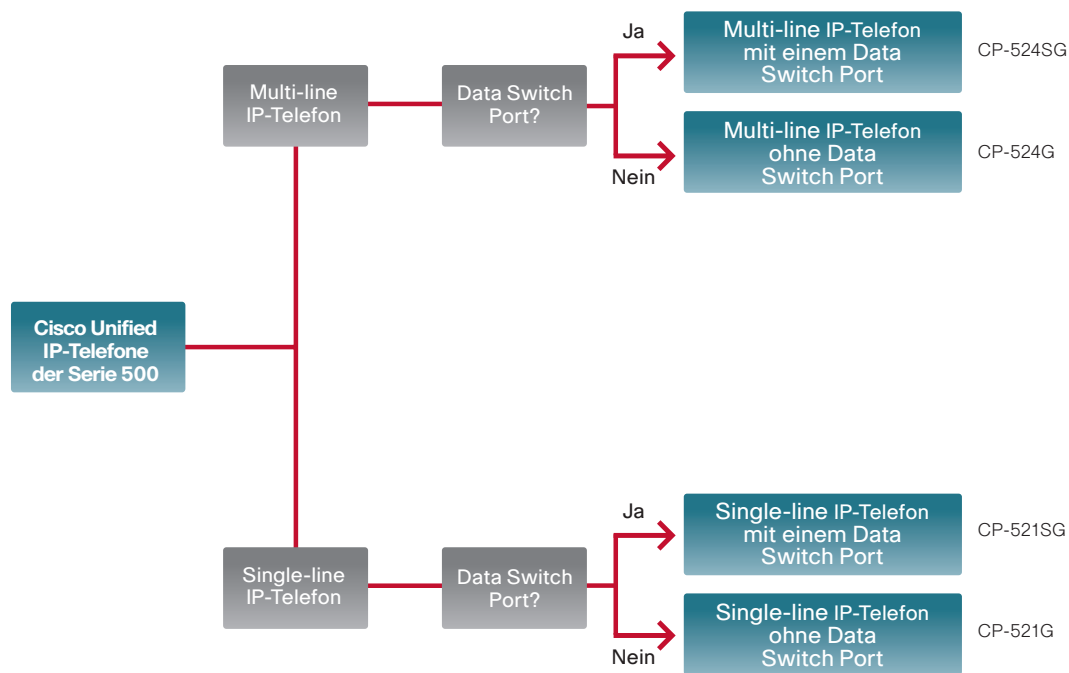 Ja
Multi-line IP-Telefon
mit einem Data
Switch Port
CP-524SG
Multi-line
IP-Telefon
Data Switch
Port?
Multi-line IP-Telefon
ohne Data
Switch Port
CP-524G
Nein
Cisco Unified
IP-Telefone
der Serie 500
Ja
Single-line IP-Telefon
mit einem Data
Switch Port
CP-521SG
Single-line
IP-Telefon
Data Switch
Port?
Single-line IP-Telefon
ohne Data
Switch Port
CP-521G
Nein